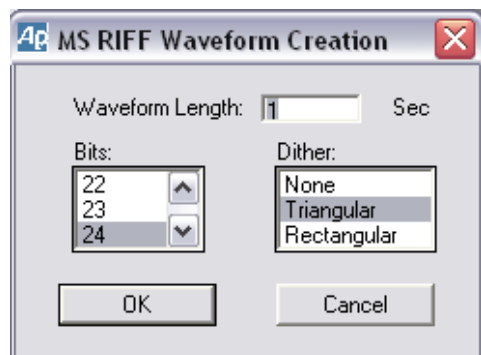 Ap MS RIFF Waveform Creation
Waveform Length: 1 Sec
Bits:
22
23
24
Dither:
None
Triangular
Rectangular
OK
Cancel